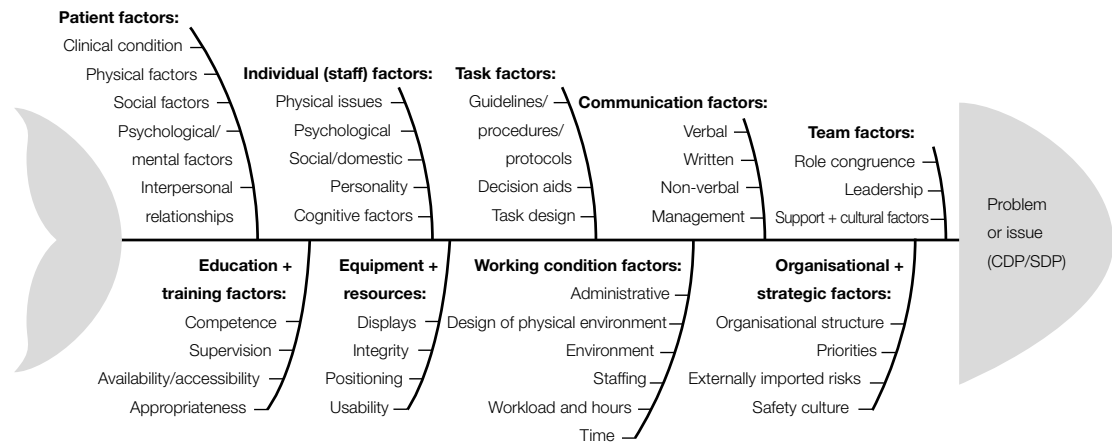 Patient factors:
Clinical condition
Physical factors
Social factors
Psychological/
mental factors
Interpersonal
relationships
Individual (staff) factors:
Physical issues
Psychological
Social/domestic
Personality
Cognitive factors
Task factors:
Guidelines/
procedures/
protocols
Decision aids
Task design
Communication factors:
Verbal
Written
Non-verbal
Management
Team factors:
Role congruence
Leadership
Support + cultural factors
Problem
or issue
(CDP/SDP)
Education +
training factors:
Competence
Supervision
Availability/accessibility
Appropriateness
Equipment +
resources:
Displays
Integrity
Positioning
Usability
Working condition factors:
Administrative
Design of physical environment
Environment
Staffing
Workload and hours
Time
Organisational +
strategic factors:
Organisational structure
Priorities
Externally imported risks
Safety culture